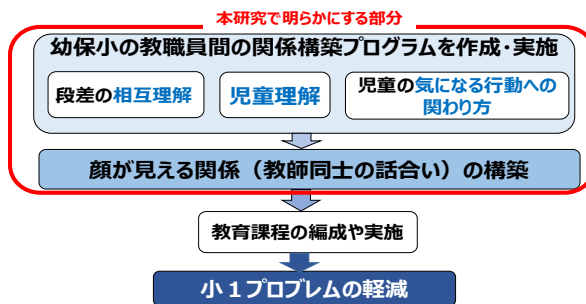 本研究で明らかにする部分
幼保小の教職員間の関係構築プログラムを作成・実施
段差の相互理解
児童理解
児童の気になる行動への
関わり方
顔が見える関係（教師同士の話合い）の構築
教育課程の編成や実施
小１プロブレムの軽減